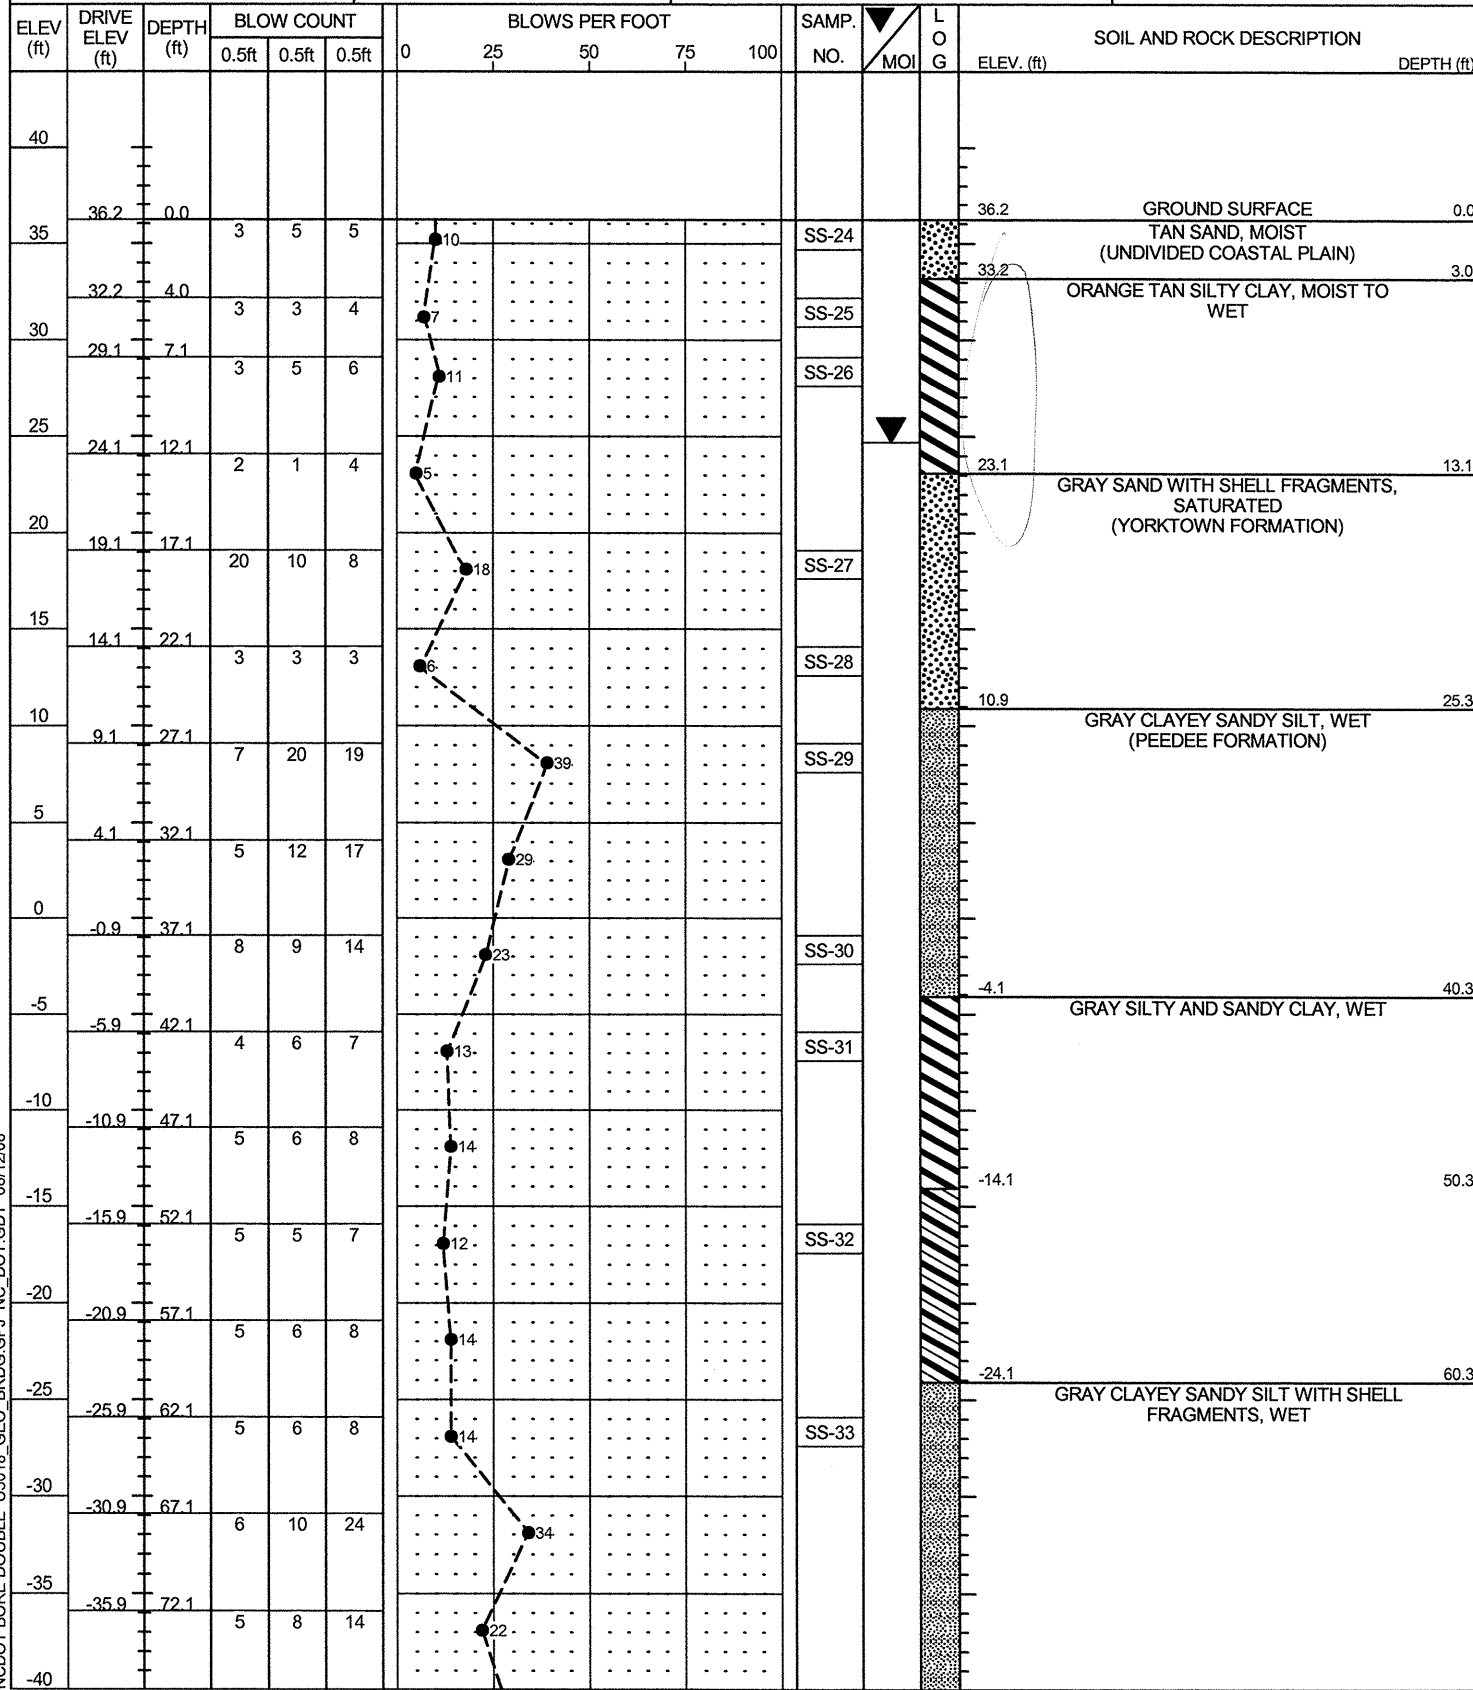 ELEV (ft) DRIVE ELEV (ft) DEPTH (ft) BLOW COUNT BLOWS PER FOOT SAMP. NO. MOI LOG SOIL AND ROCK DESCRIPTION
0.5ft 0.5ft 0.5ft 0 25 50 75 100 ELEV. (ft) DEPTH (ft)
40
36.2 0.0 36.2 GROUND SURFACE 0.0
35 3 5 5 10 SS-24 TAN SAND, MOIST
(UNDIVIDED COASTAL PLAIN)
33.2 3.0
32.2 4.0 ORANGE TAN SILTY CLAY, MOIST TO
3 3 4 7 SS-25 WET
30
29.1 7.1
3 5 6 11 SS-26
25
24.1 12.1
2 1 4 5 23.1 13.1
GRAY SAND WITH SHELL FRAGMENTS,
SATURATED
20 (YORKTOWN FORMATION)
19.1 17.1
20 10 8 18 SS-27
15
14.1 22.1
3 3 3 6 SS-28
10.9 25.3
10 GRAY CLAYEY SANDY SILT, WET
9.1 27.1 (PEEDEE FORMATION)
7 20 19 39 SS-29
5
4.1 32.1
5 12 17 29
0
-0.9 37.1
8 9 14 23 SS-30
-4.1 40.3
-5 GRAY SILTY AND SANDY CLAY, WET
-5.9 42.1
4 6 7 13 SS-31
-10
-10.9 47.1
5 6 8 14
-14.1 50.3
-15
-15.9 52.1
5 5 7 12 SS-32
-20
-20.9 57.1
5 6 8 14
-24.1 60.3
-25 GRAY CLAYEY SANDY SILT WITH SHELL
-25.9 62.1 FRAGMENTS, WET
5 6 8 14 SS-33
-30
-30.9 67.1
6 10 24 34
-35
-35.9 72.1
5 8 14 22
-40